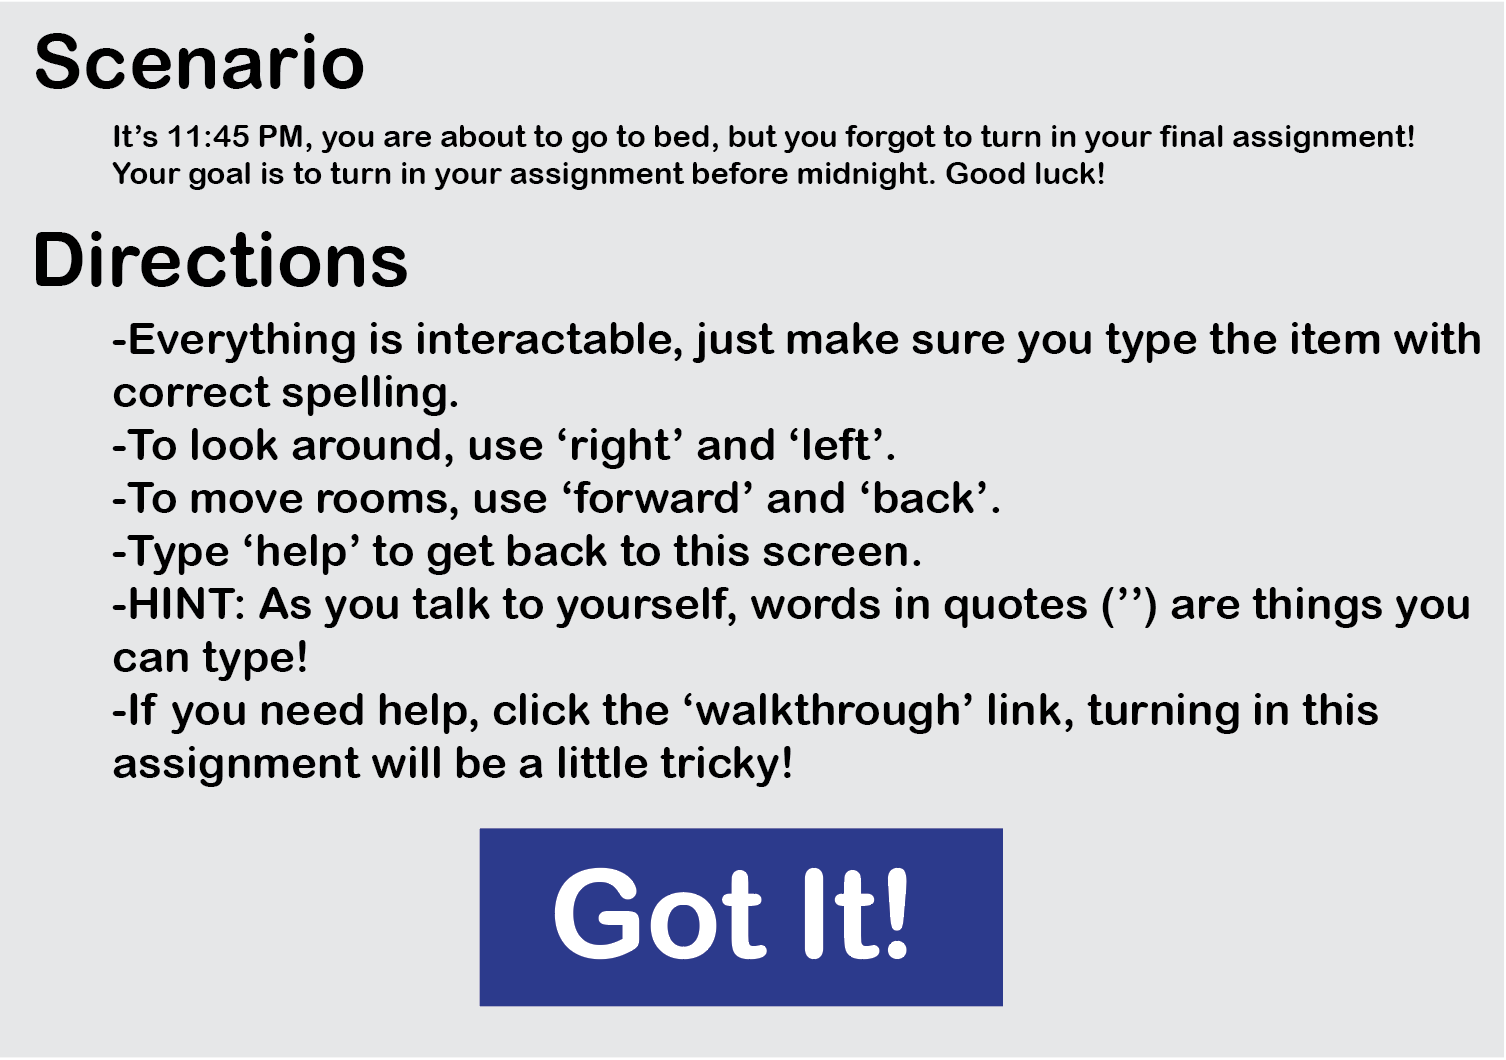 Scenario
It’s 11:45 PM, you are about to go to bed, but you forgot to turn in your final assignment!
Your goal is to turn in your assignment before midnight. Good luck!
Directions
-Everything is interactable, just make sure you type the item with
correct spelling.
-To look around, use ‘right’ and ‘left’.
-To move rooms, use ‘forward’ and ‘back’.
-Type ‘help’ to get back to this screen.
-HINT: As you talk to yourself, words in quotes (’’) are things you
can type!
-If you need help, click the ‘walkthrough’ link, turning in this
assignment will be a little tricky!
Got It!